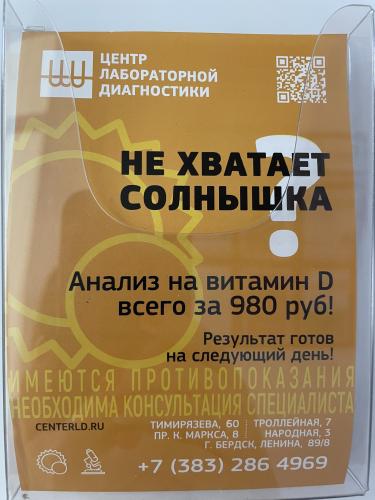 ЦЕНТР
ЛАБОРАТОРНОЙ
ДИАГНОСТИКИ
НЕ ХВАТАЕТ
СОЛНЫШКА
?
Анализ на витамин D
всего за 980 руб!
Результат готов
на следующий день!
ИМЕЮТСЯ ПРОТИВОПОКАЗАНИЯ
НЕОБХОДИМА КОНСУЛЬТАЦИЯ СПЕЦИАЛИСТА
CENTERLD.RU
ТИМИРЯЗЕВА, 60 | ТРОЛЛЕЙНАЯ, 7
ПР. К. МАРКСА, 8 | НАРОДНАЯ, 3
Г. БЕРДСК, ЛЕНИНА, 89/8
+7 (383) 286 4969